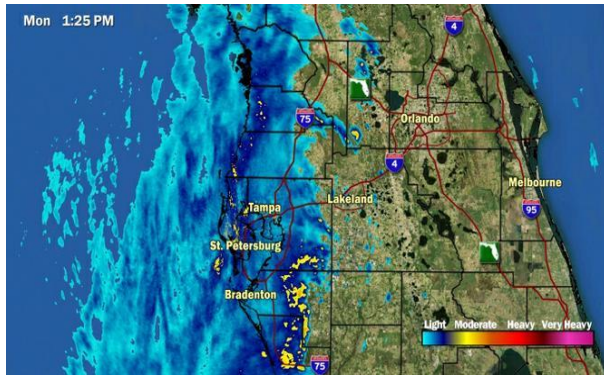 Mon 1:25 PM
4
75
Orlando
4
Melbourne
Lakeland
95
Tampa
St. Petersburg
Bradenton
Light Moderate Heavy Very Heavy
75